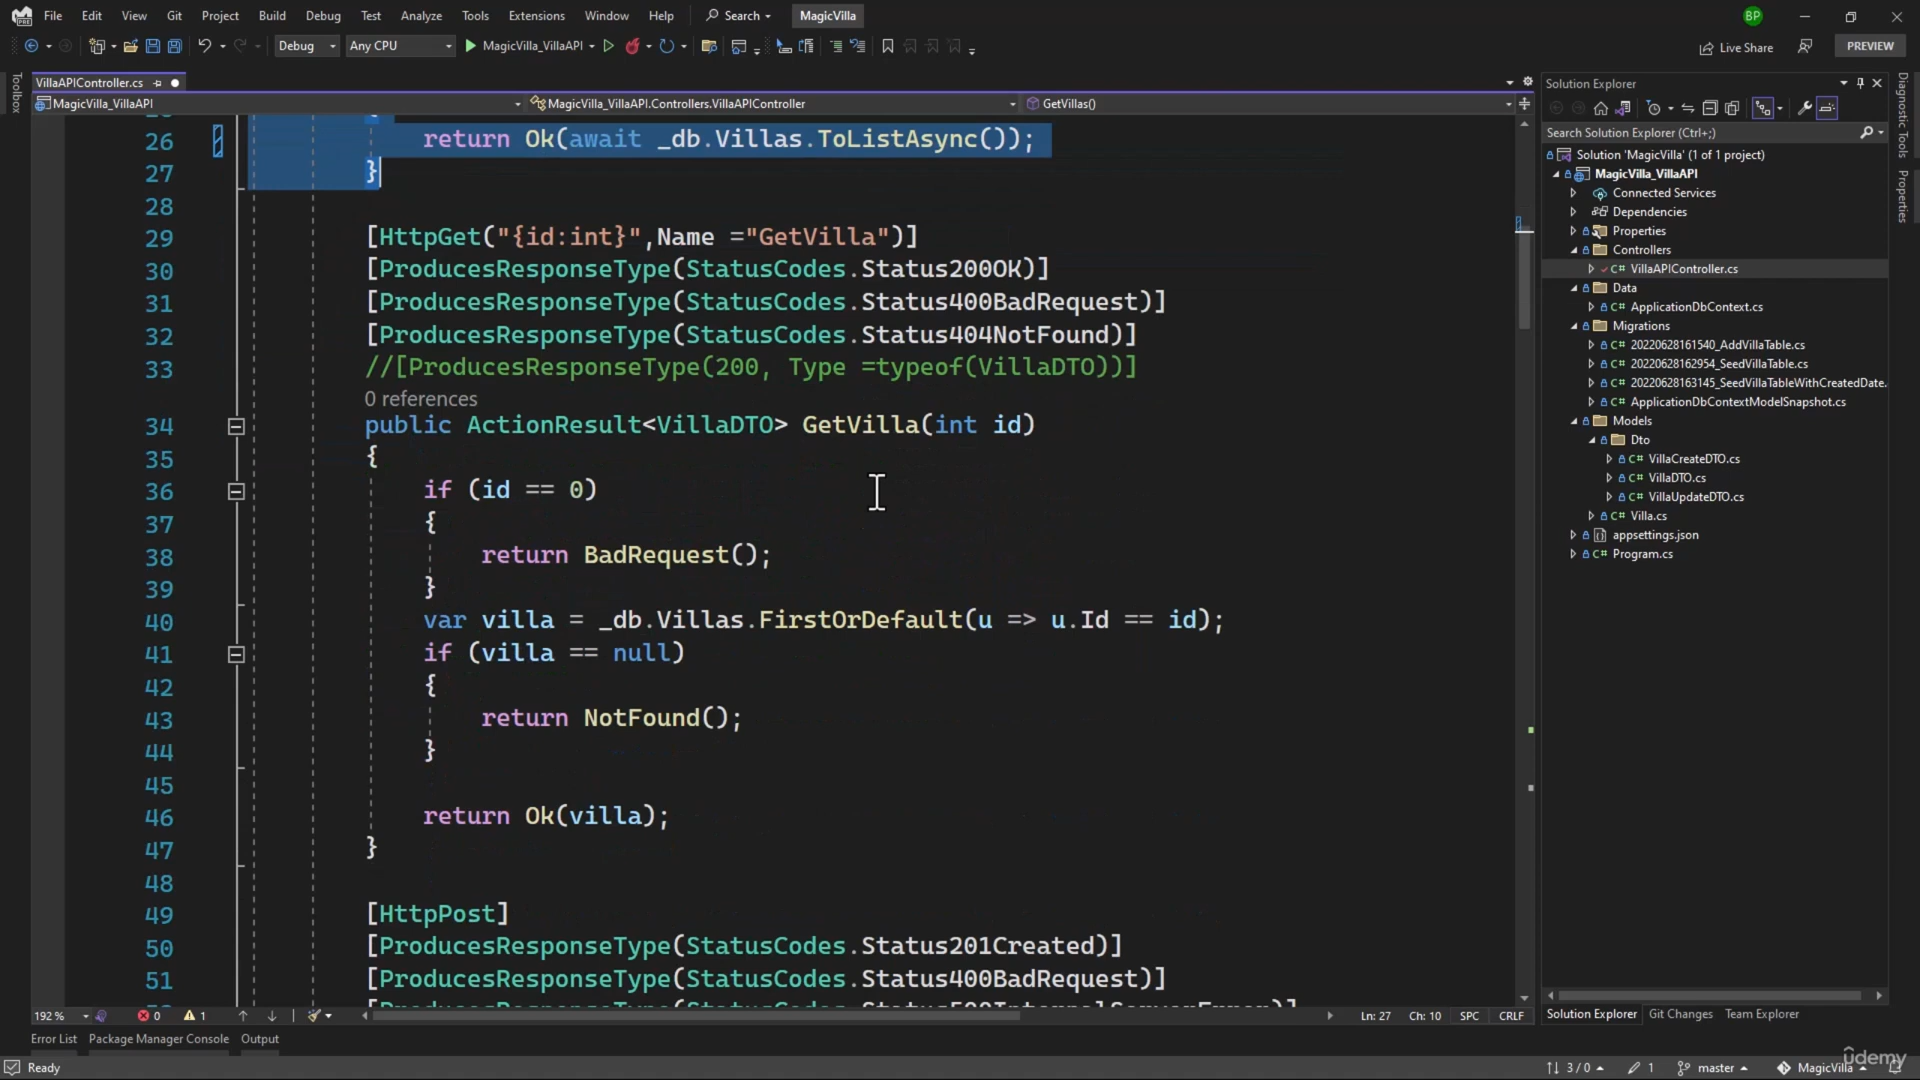 File Edit View Git Project Build Debug Test Analyze Tools Extensions Window Help Search MagicVilla BP
Debug Any CPU MagicVilla_VillaAPI Live Share PREVIEW
Toolbox
VillaAPIController.cs
MagicVilla_VillaAPI MagicVilla_VillaAPI.Controllers.VillaAPIController GetVillas()
26 return Ok(await _db.Villas.ToListAsync());
27 }
28
29 [HttpGet("{id:int}",Name ="GetVilla")]
30 [ProducesResponseType(StatusCodes.Status200OK)]
31 [ProducesResponseType(StatusCodes.Status400BadRequest)]
32 [ProducesResponseType(StatusCodes.Status404NotFound)]
33 //[ProducesResponseType(200, Type =typeof(VillaDTO))]
0 references
34 public ActionResult<VillaDTO> GetVilla(int id)
35 {
36 if (id == 0)
37 {
38 return BadRequest();
39 }
40 var villa = _db.Villas.FirstOrDefault(u => u.Id == id);
41 if (villa == null)
42 {
43 return NotFound();
44 }
45
46 return Ok(villa);
47 }
48
49 [HttpPost]
50 [ProducesResponseType(StatusCodes.Status201Created)]
51 [ProducesResponseType(StatusCodes.Status400BadRequest)]
192 % 0 1 Ln: 27 Ch: 10 SPC CRLF
Error List Package Manager Console Output
Solution Explorer
Search Solution Explorer (Ctrl+;)
Solution 'MagicVilla' (1 of 1 project)
MagicVilla_VillaAPI
Connected Services
Dependencies
Properties
Controllers
C# VillaAPIController.cs
Data
C# ApplicationDbContext.cs
Migrations
C# 20220628161540_AddVillaTable.cs
C# 20220628162954_SeedVillaTable.cs
C# 20220628163145_SeedVillaTableWithCreatedDate.
C# ApplicationDbContextModelSnapshot.cs
Models
Dto
C# VillaCreateDTO.cs
C# VillaDTO.cs
C# VillaUpdateDTO.cs
C# Villa.cs
appsettings.json
C# Program.cs
Solution Explorer Git Changes Team Explorer
Diagnostic Tools
Properties
Ready 3 / 0 1 master MagicVilla
udemy